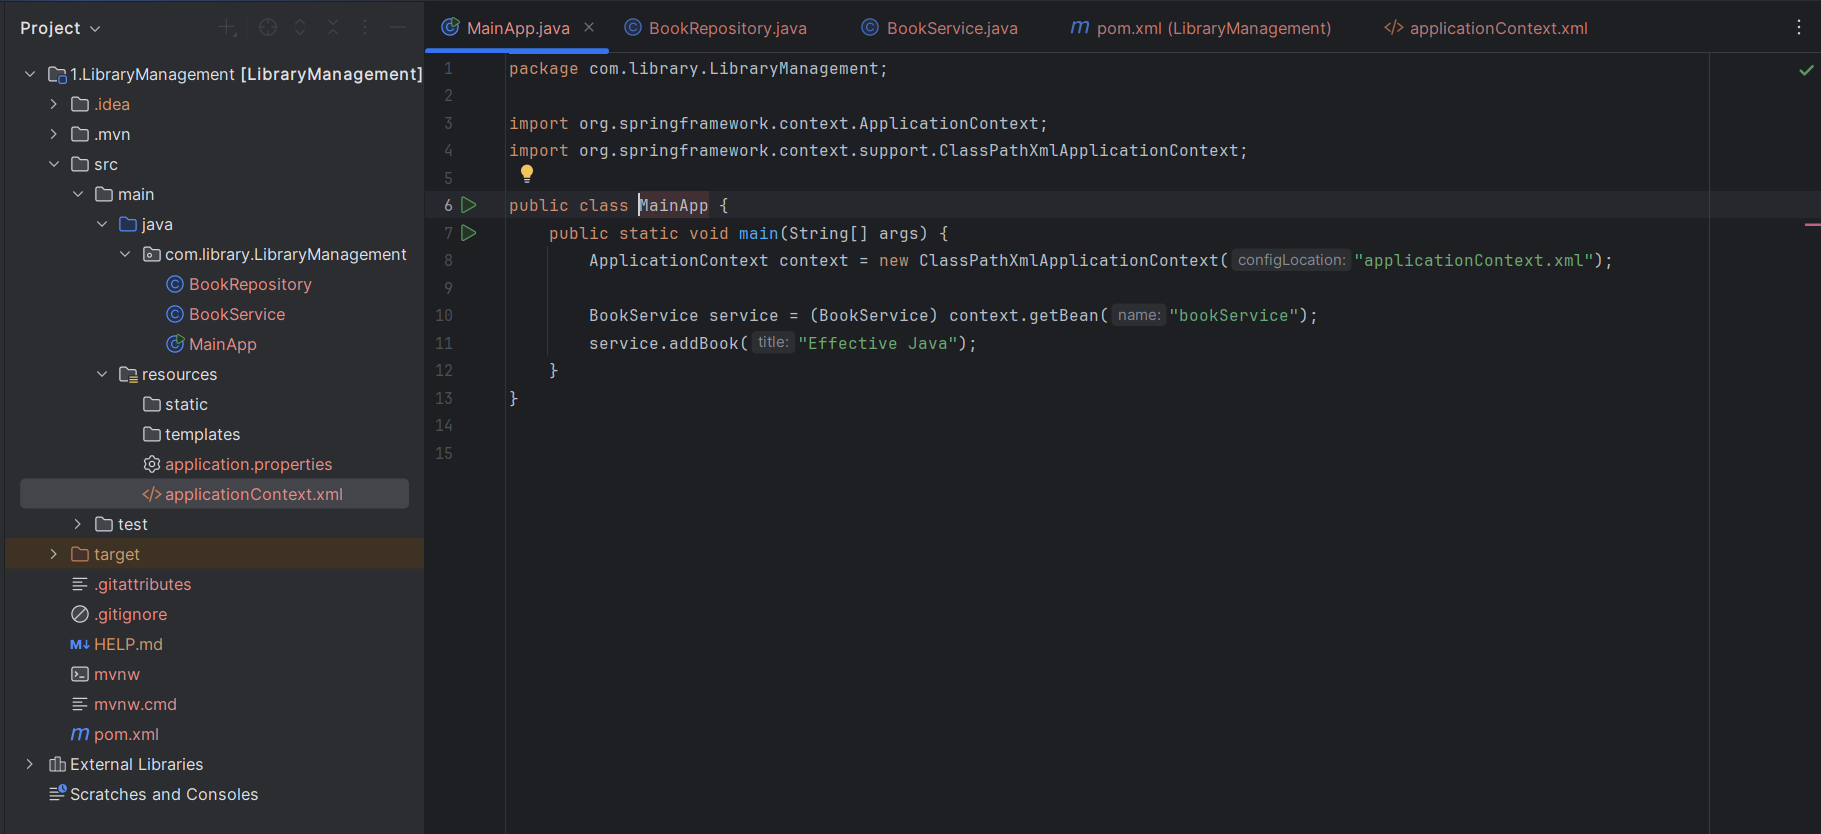 Project
MainApp.java
BookRepository.java
BookService.java
pom.xml (LibraryManagement)
applicationContext.xml
1.LibraryManagement [LibraryManagement]
.idea
.mvn
src
main
java
com.library.LibraryManagement
BookRepository
BookService
MainApp
resources
static
templates
application.properties
applicationContext.xml
test
target
.gitattributes
.gitignore
M↓ HELP.md
mvnw
mvnw.cmd
m pom.xml
External Libraries
Scratches and Consoles
1 package com.library.LibraryManagement;
2
3 import org.springframework.context.ApplicationContext;
4 import org.springframework.context.support.ClassPathXmlApplicationContext;
5
6 public class MainApp {
7 public static void main(String[] args) {
8 ApplicationContext context = new ClassPathXmlApplicationContext( configLocation: "applicationContext.xml");
9
10 BookService service = (BookService) context.getBean( name: "bookService");
11 service.addBook( title: "Effective Java");
12 }
13 }
14
15